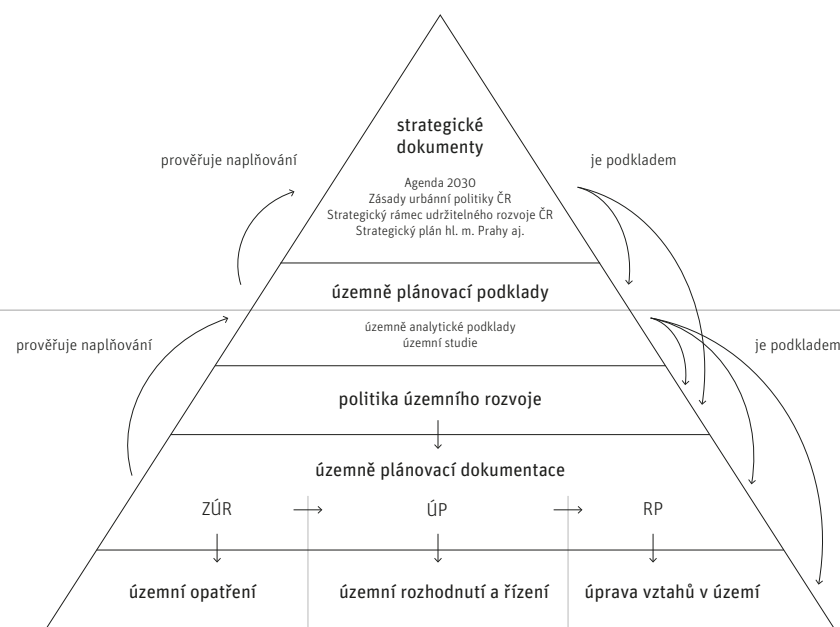 strategické
dokumenty
prověřuje naplňování
je podkladem
Agenda 2030
Zásady urbánní politiky ČR
Strategický rámec udržitelného rozvoje ČR
Strategický plán hl. m. Prahy aj.
územně plánovací podklady
územně analytické podklady
územní studie
prověřuje naplňování
je podkladem
politika územního rozvoje
územně plánovací dokumentace
ZÚR
ÚP
RP
územní opatření
územní rozhodnutí a řízení
úprava vztahů v území